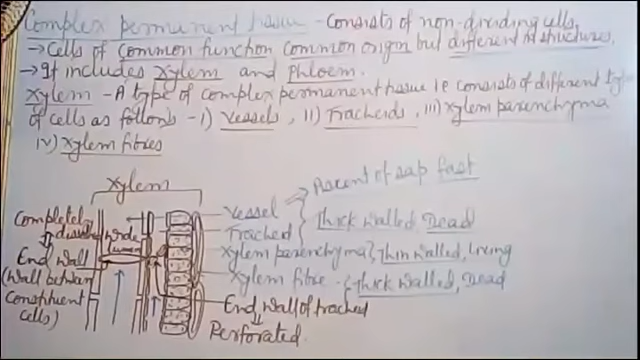 Complex permanent tissue - consists of non-dividing cells,
→ Cells of common function common origin but different in structures.
→ It includes Xylem and Phloem.
Xylem - A type of complex permanent tissue i.e consists of different types
of cells as follows - i) Vessels, ii) Tracheids, iii) Xylem parenchyma
iv) Xylem fibres
Xylem
Ascent of sap fast
Completely
dissolved
End wall
(Wall between
constituent
cells)
Wide
lumen
Vessel
Tracheid
thick walled Dead
Xylem parenchyma
Thin walled, living
Xylem fibre -
Thick walled, Dead
End wall of tracheid
Perforated.